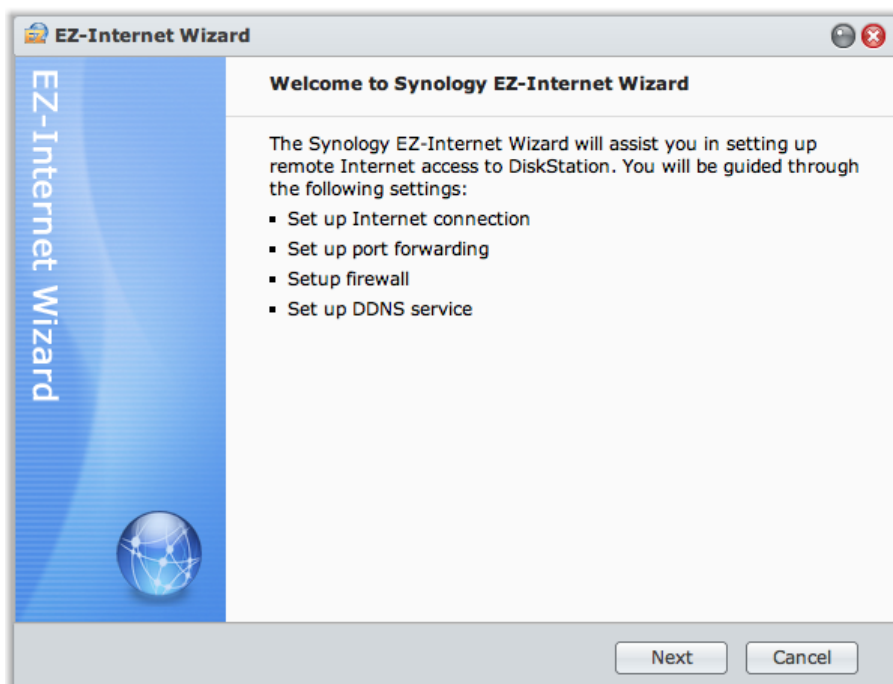 EZ-Internet Wizard
EZ-Internet Wizard
Welcome to Synology EZ-Internet Wizard
The Synology EZ-Internet Wizard will assist you in setting up
remote Internet access to DiskStation. You will be guided through
the following settings:
▪ Set up Internet connection
▪ Set up port forwarding
▪ Setup firewall
▪ Set up DDNS service
Next
Cancel